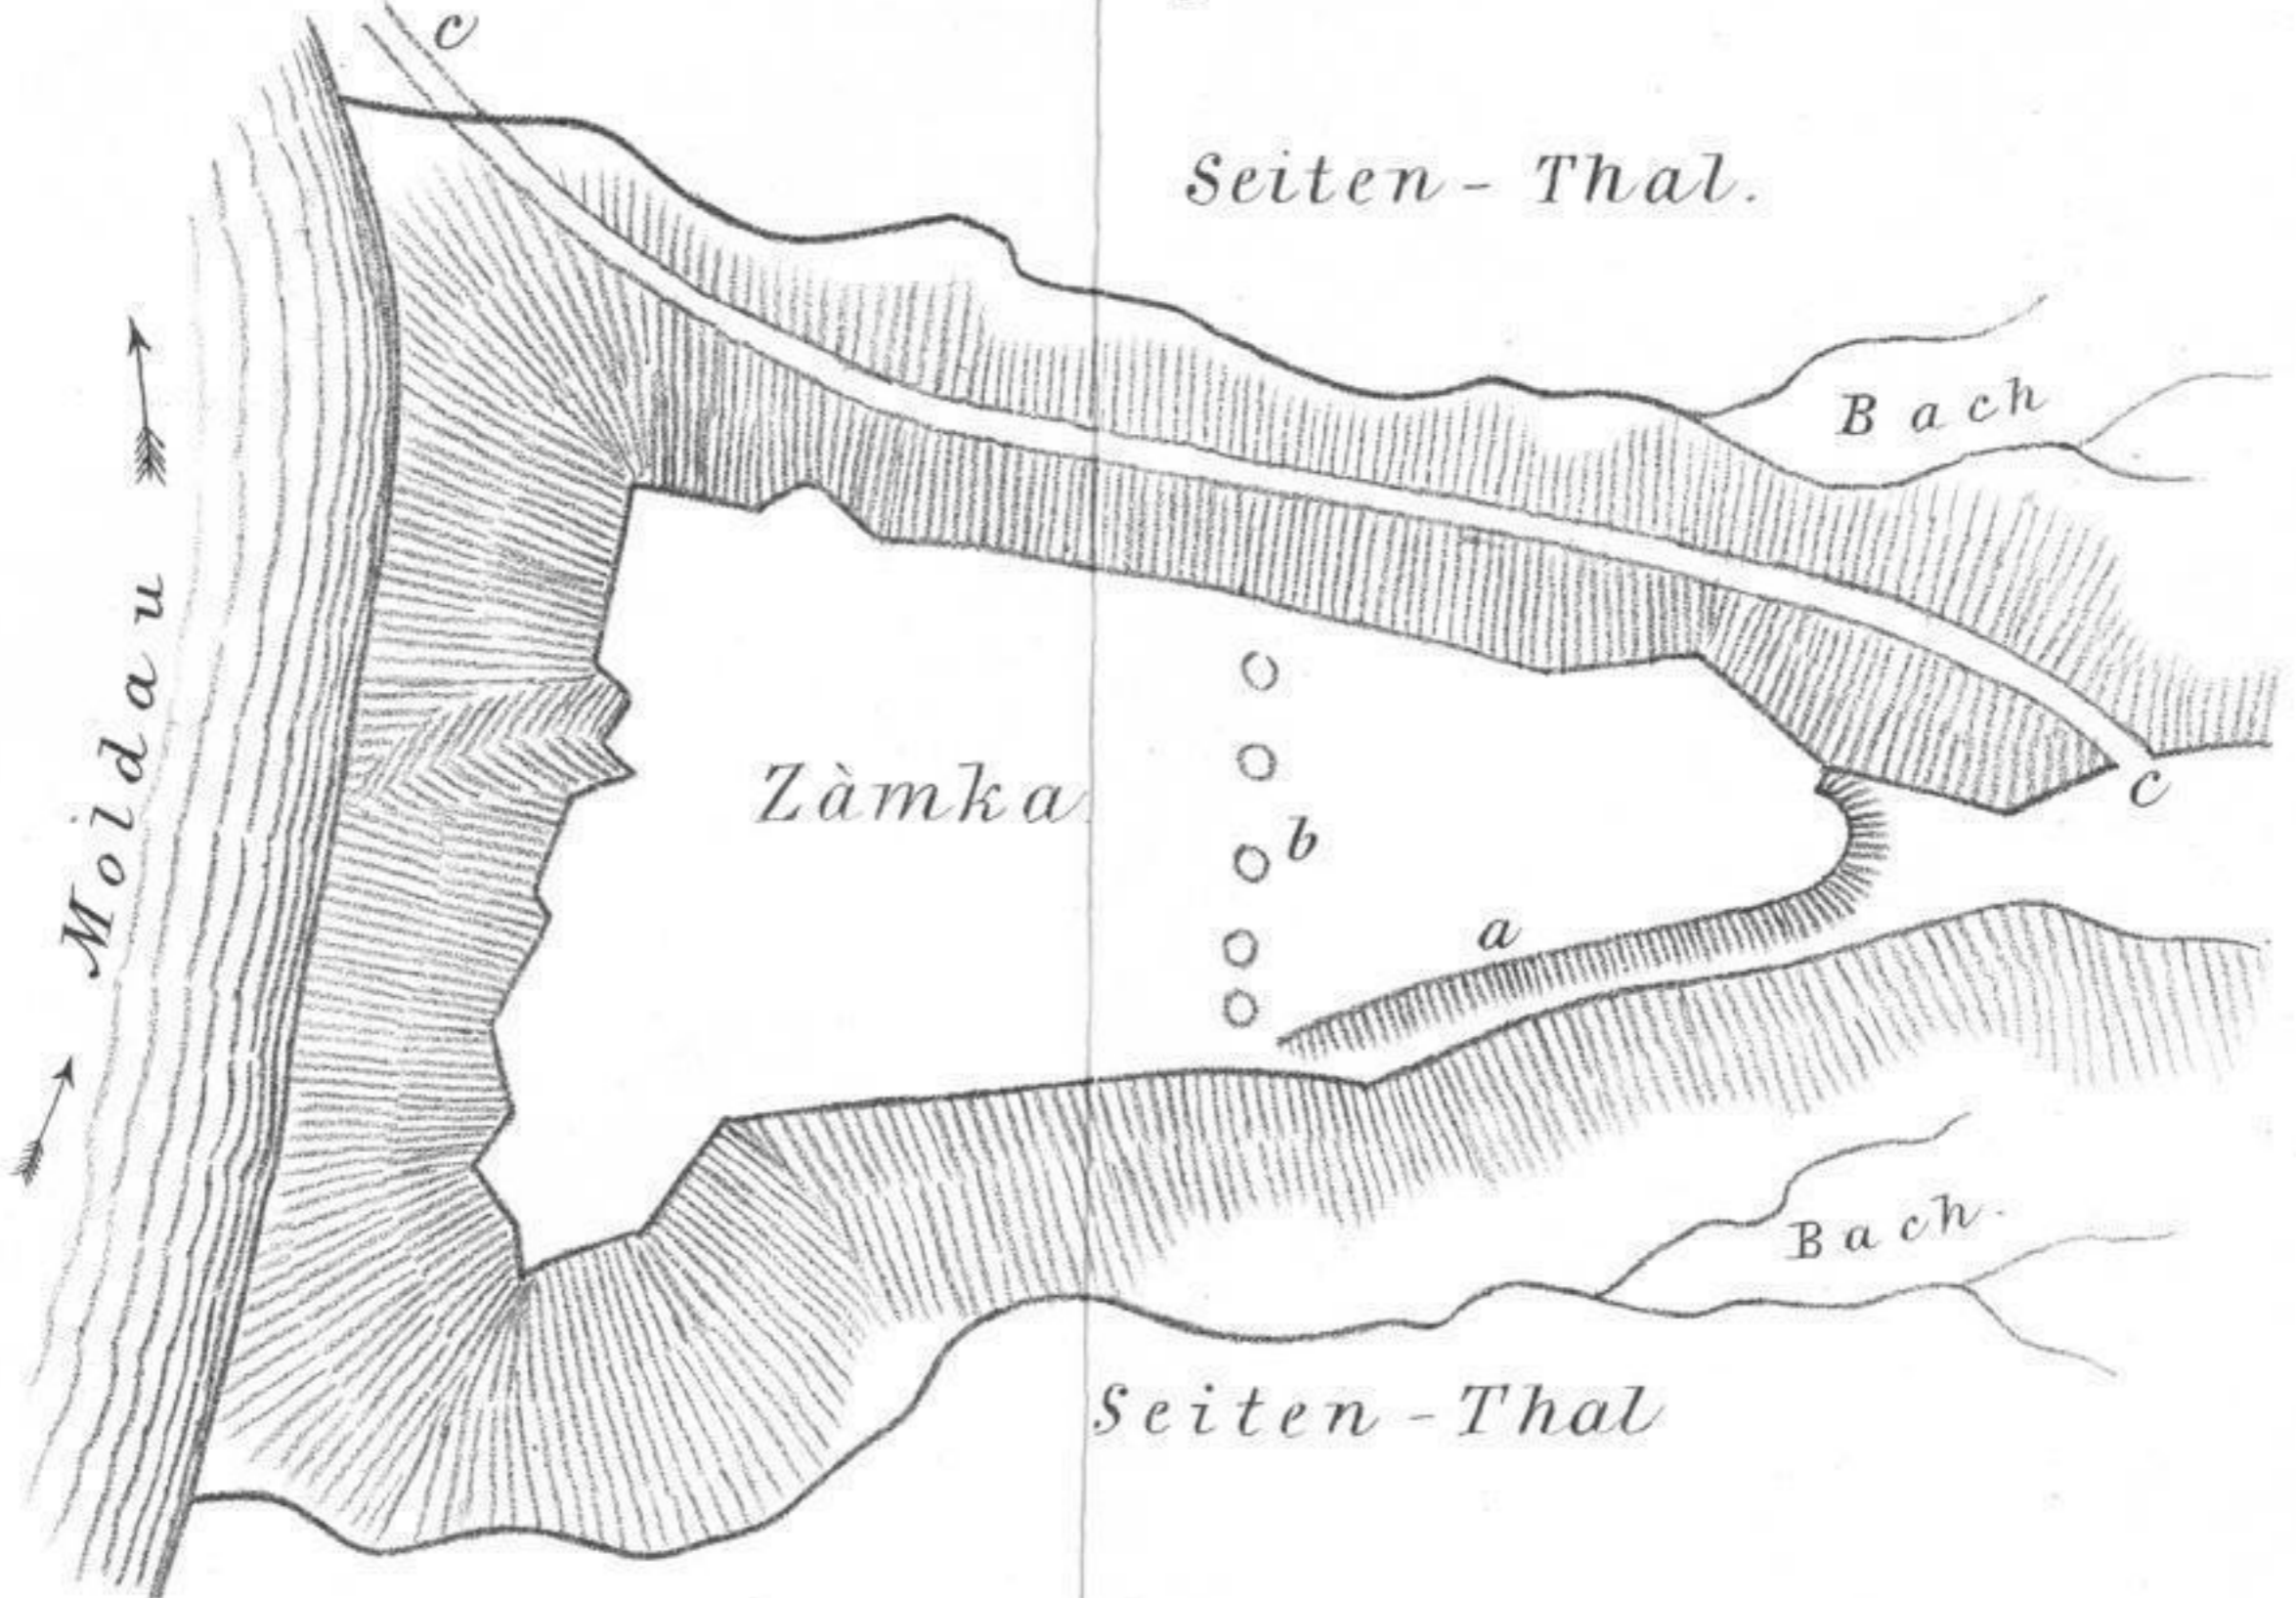 c
Seiten - Thal.
Bach
Moldau
Zàmka
b
c
a
Bach.
Seiten - Thal